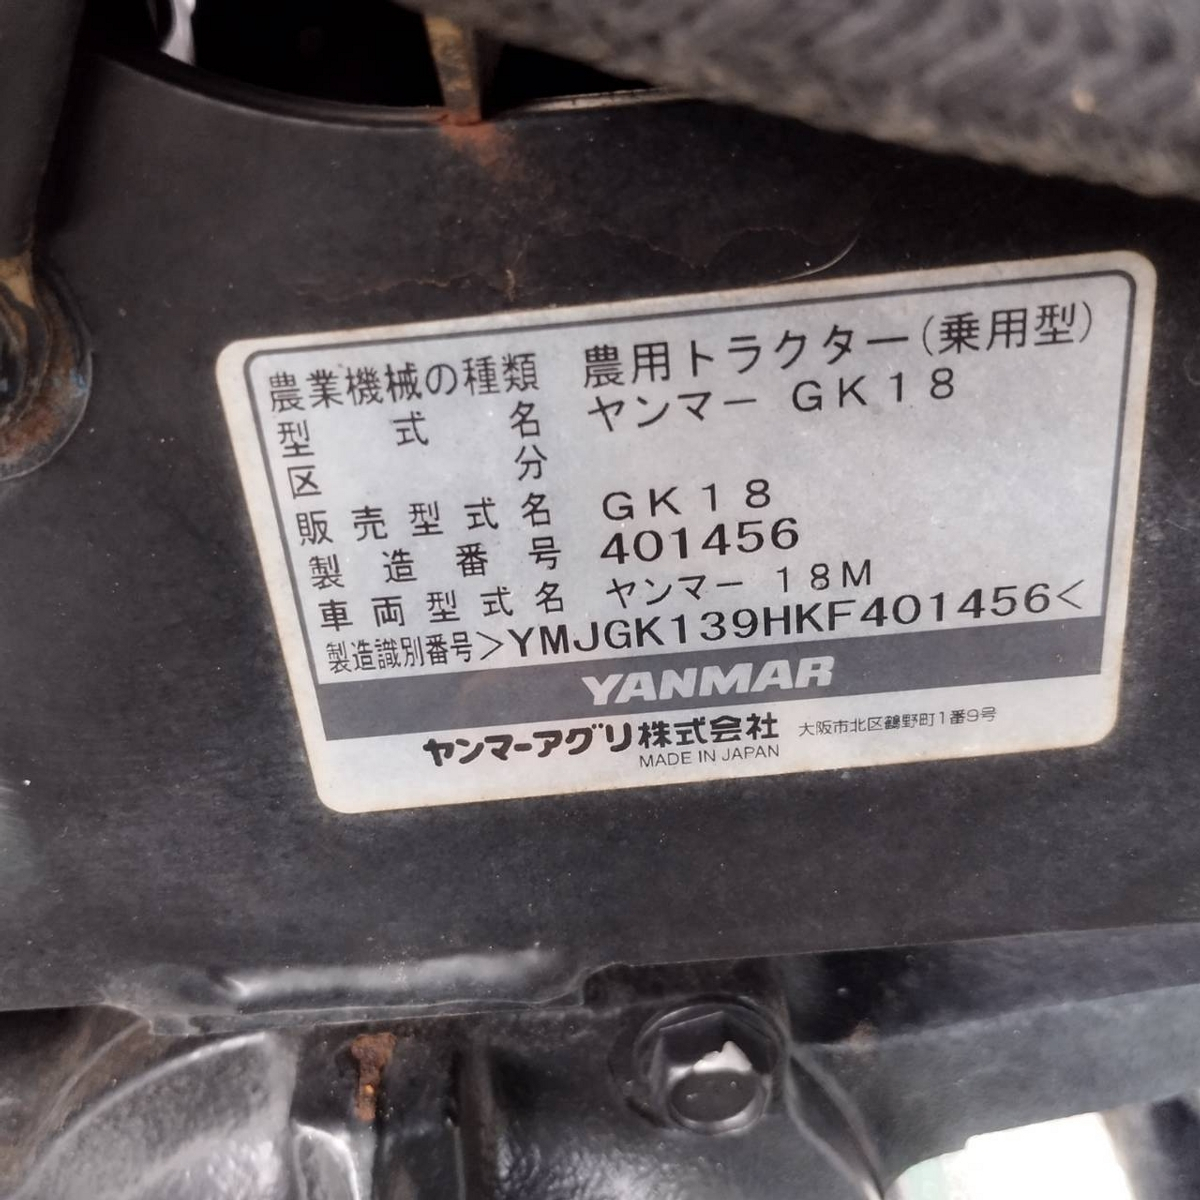 農業機械の種類 農用トラクター(乗用型)
型式名 ヤンマー GK18
区分
販売型式名 GK18
製造番号 401456
車両型式名 ヤンマー 18M
製造識別番号>YMJGK139HKF401456<
YANMAR
ヤンマーアグリ株式会社 大阪市北区鶴野町1番9号
MADE IN JAPAN